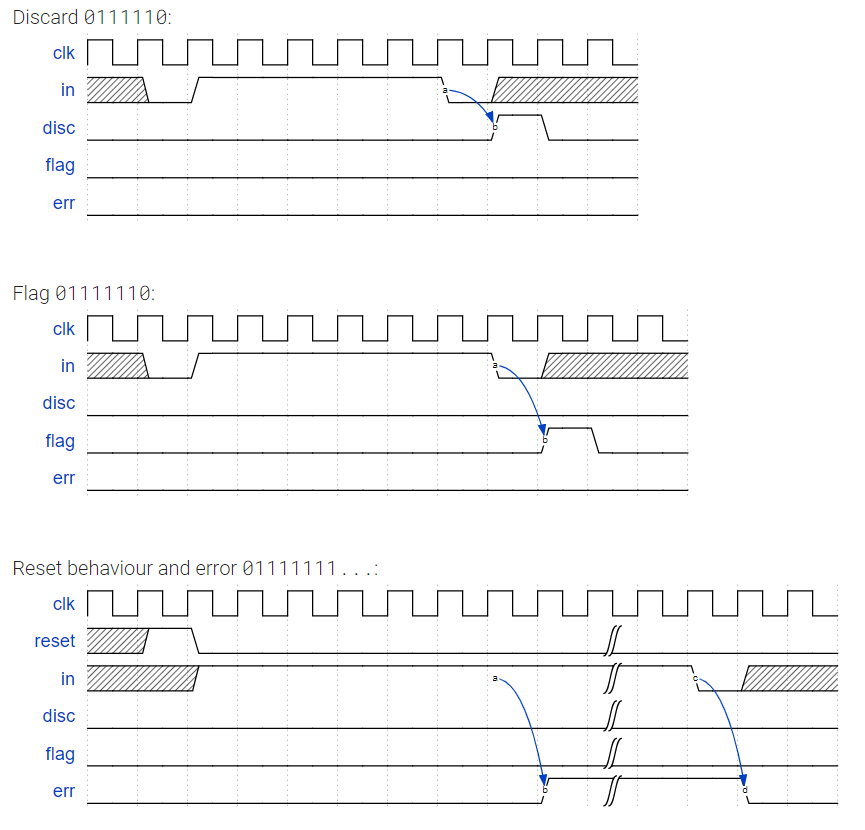 Discard 0111110:
clk
in
a
disc
b
flag
err
Flag 01111110:
clk
in
a
disc
flag
b
err
Reset behaviour and error 01111111...:
clk
reset
in
a
c
disc
flag
err
b
d